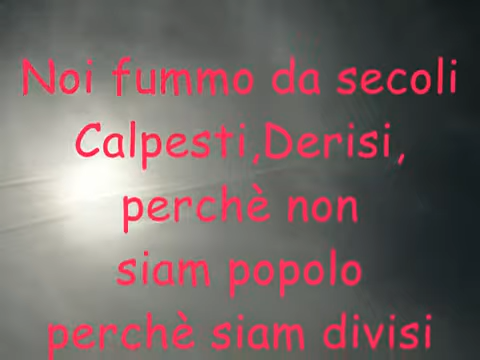 Noi fummo da secoli
Calpesti,Derisi,
perchè non
siam popolo
perchè siam divisi